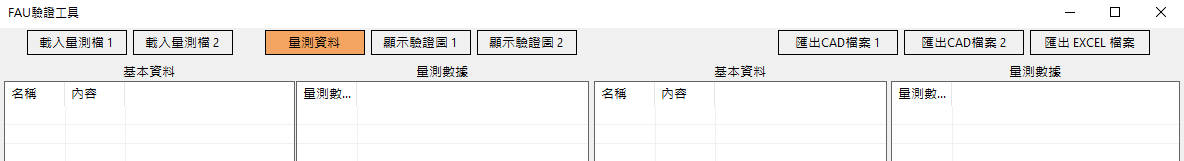 FAU驗證工具
載入量測檔 1 載入量測檔 2 量測資料 顯示驗證圖 1 顯示驗證圖 2 匯出CAD檔案 1 匯出CAD檔案 2 匯出 EXCEL 檔案
基本資料 量測數據 基本資料 量測數據
名稱 內容 量測數... 名稱 內容 量測數...